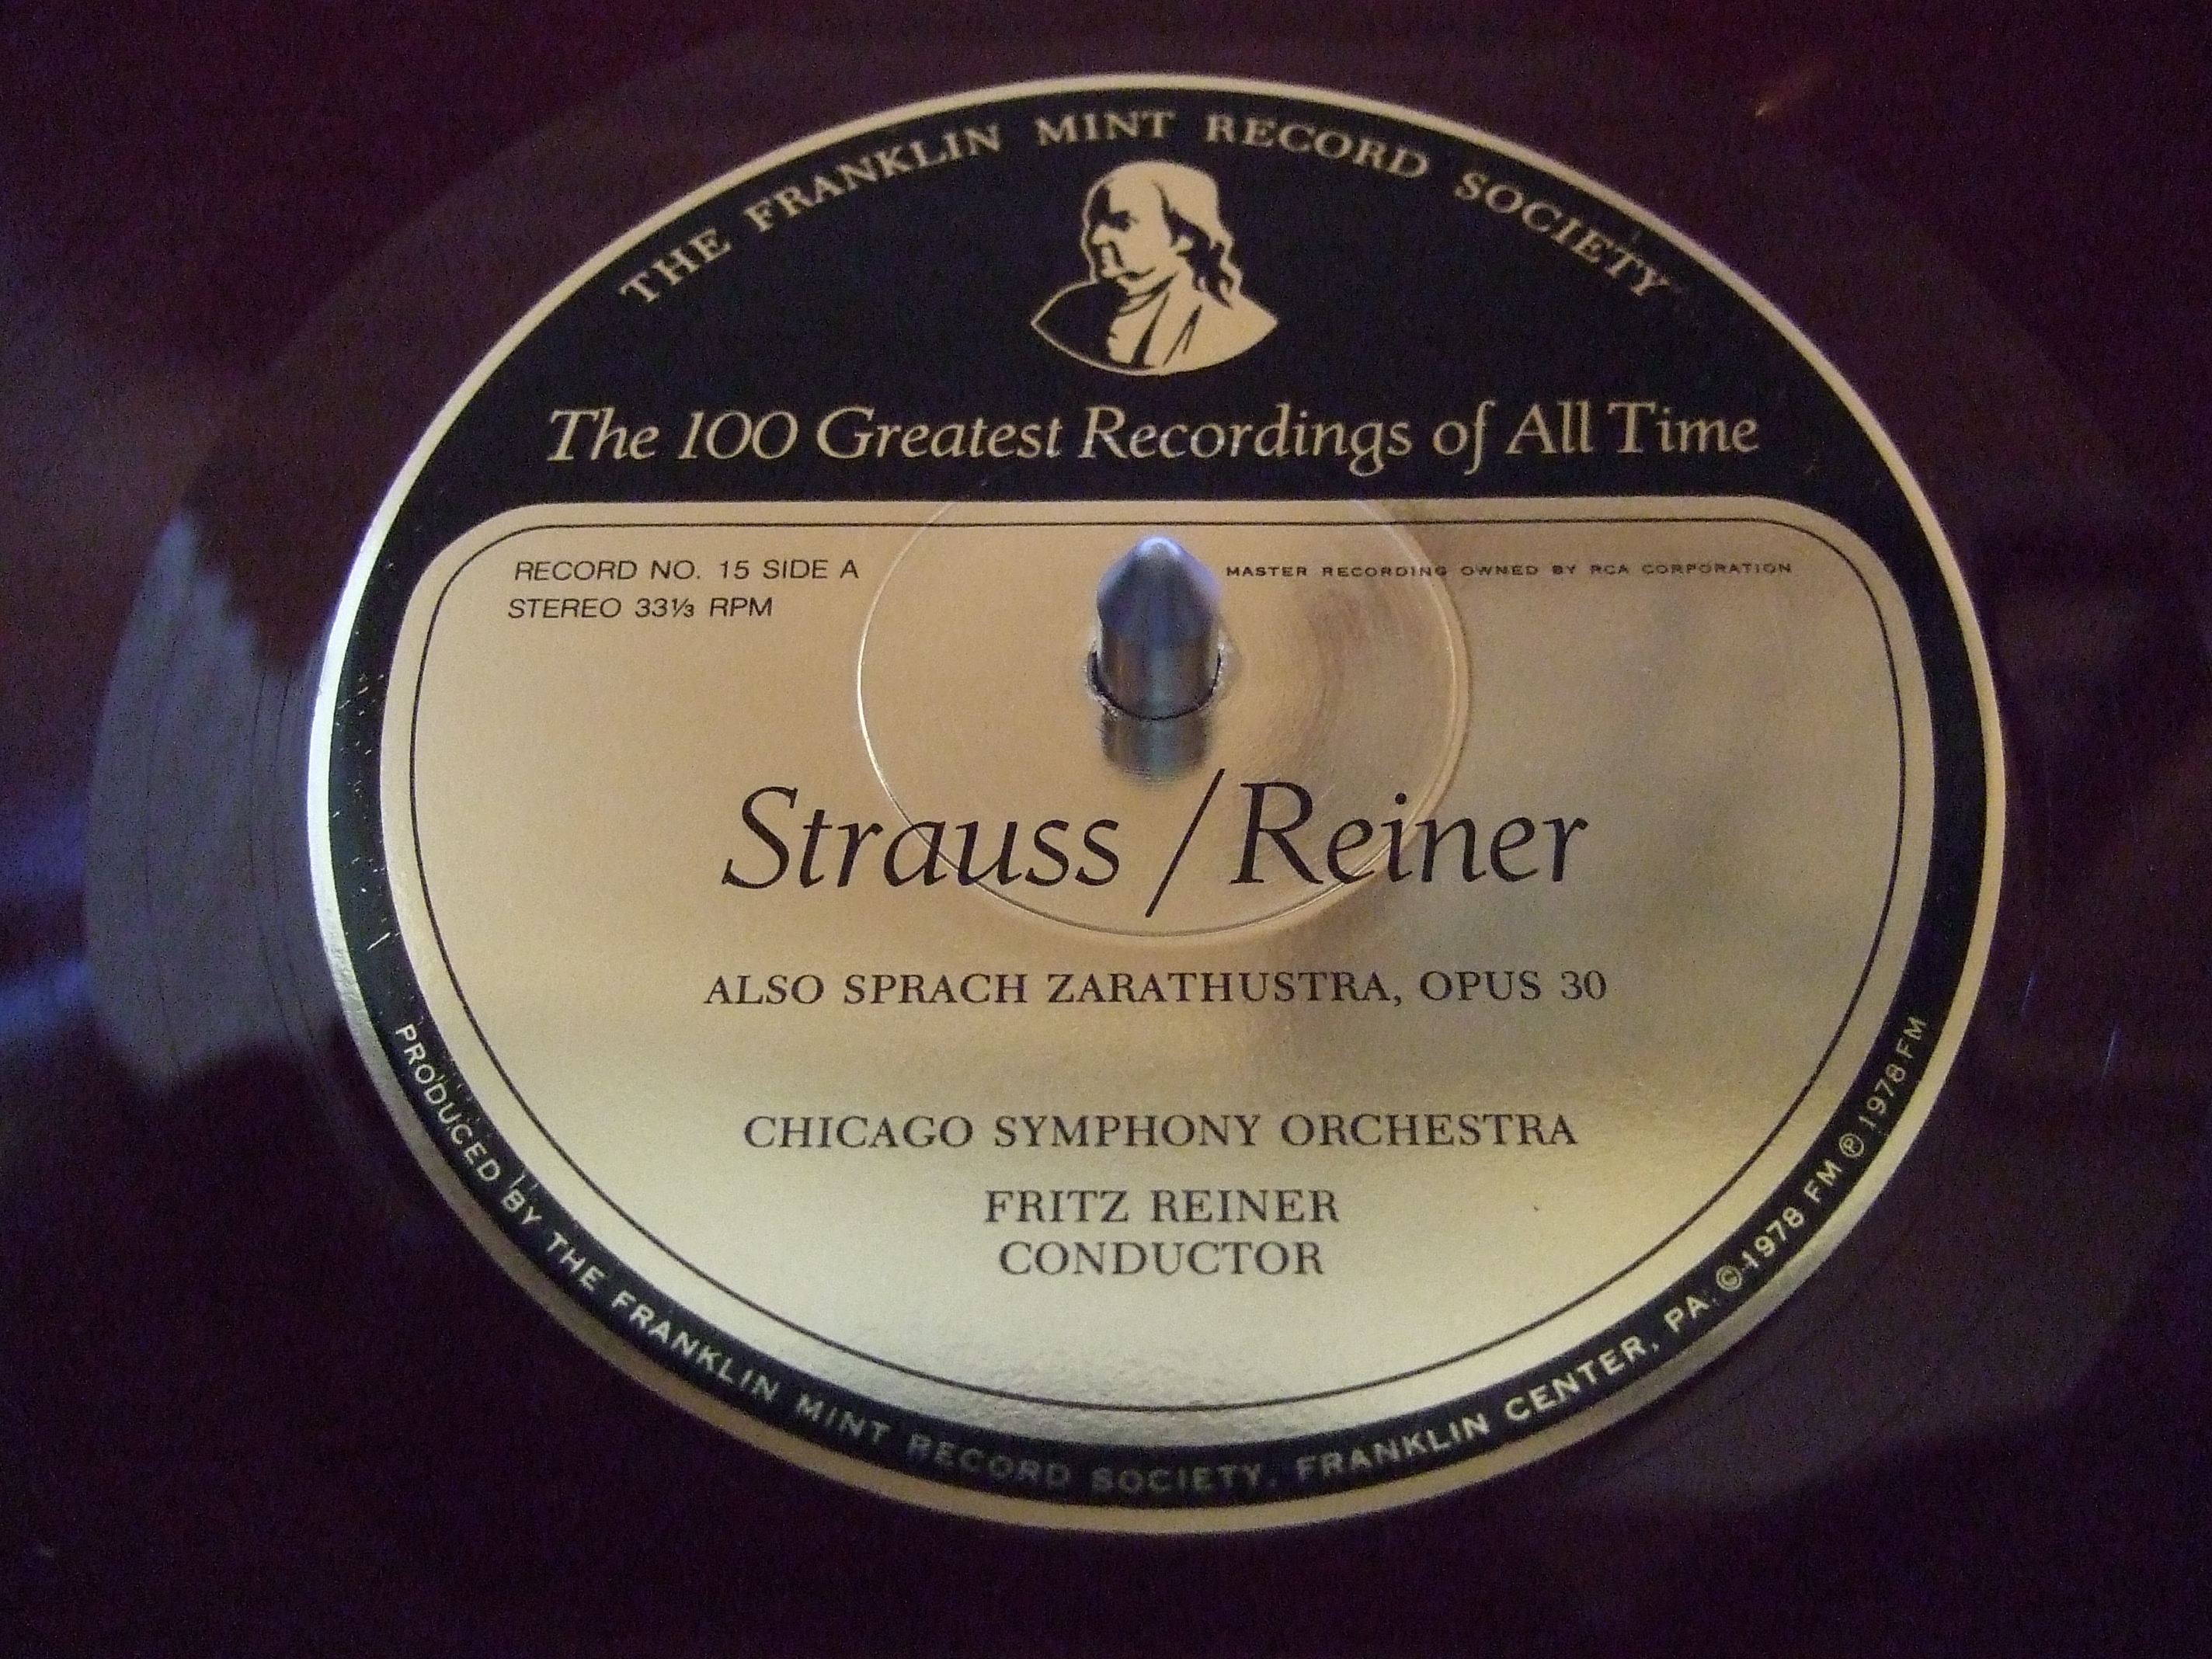 THE FRANKLIN MINT RECORD SOCIETY
The 100 Greatest Recordings of All Time
RECORD NO. 15 SIDE A
STEREO 33⅓ RPM
MASTER RECORDING OWNED BY RCA CORPORATION
Strauss / Reiner
ALSO SPRACH ZARATHUSTRA, OPUS 30
CHICAGO SYMPHONY ORCHESTRA
FRITZ REINER
CONDUCTOR
PRODUCED BY THE FRANKLIN MINT RECORD SOCIETY, FRANKLIN CENTER, PA. © 1978 FM ℗ 1978 FM